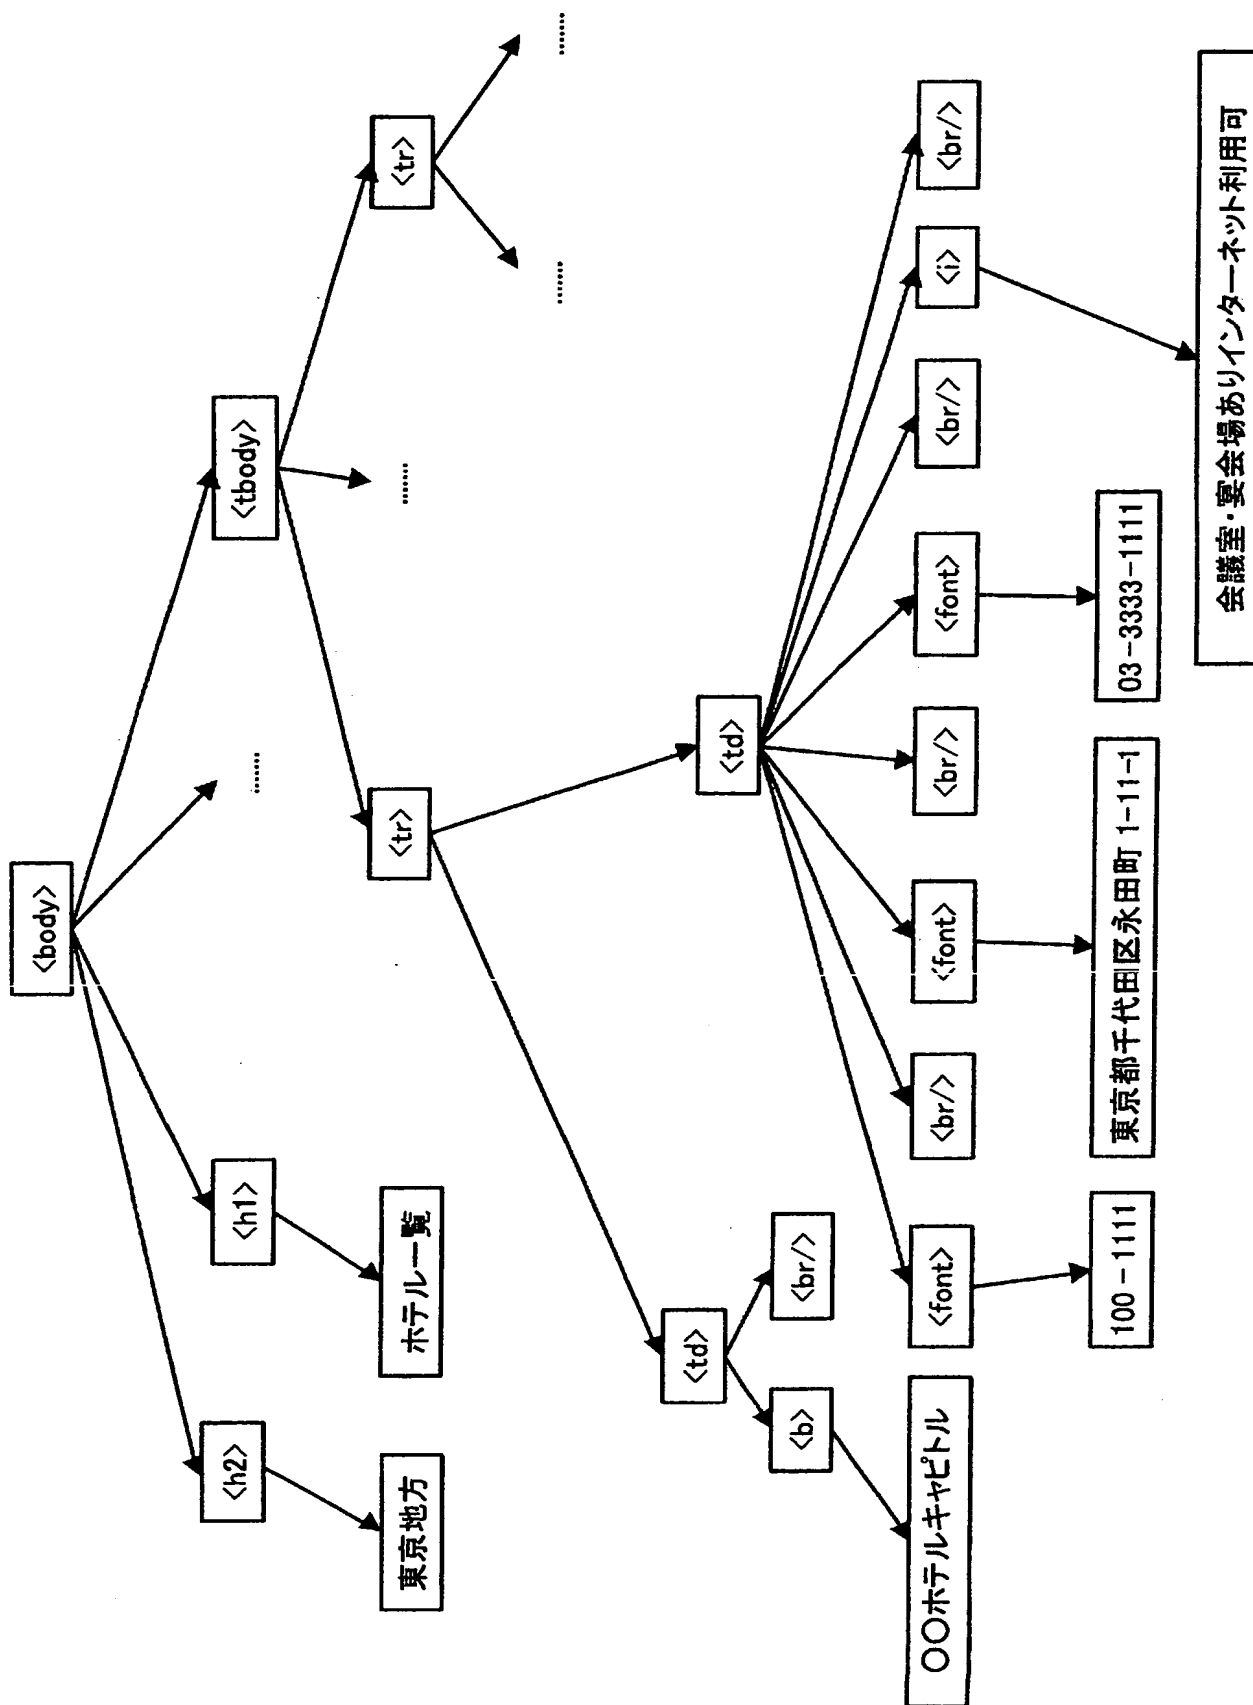 <body>
<h2>
<h1>
.......
<tbody>
東京地方
ホテル一覧
<tr>
.......
<tr>
.......
.......
<td>
<td>
<b>
<br/>
〇〇ホテルキャピトル
<font>
<br/>
<font>
<br/>
<font>
<br/>
<i>
<br/>
100-1111
東京都千代田区永田町 1-11-1
03-3333-1111
会議室・宴会場ありインターネット利用可